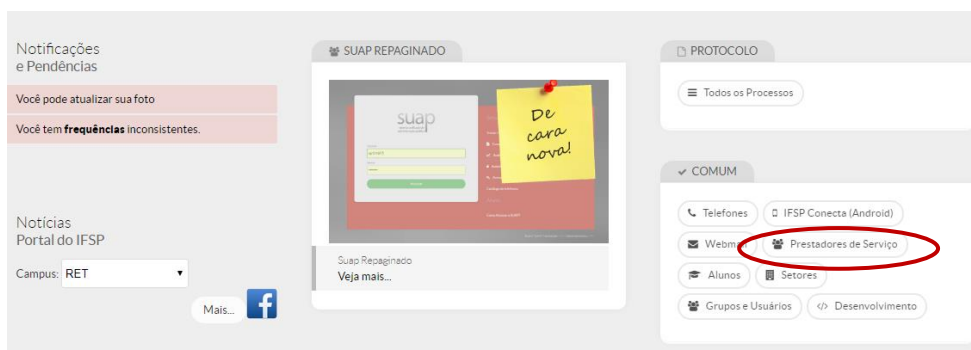 Notificações
e Pendências
Você pode atualizar sua foto
Você tem frequências inconsistentes.
Notícias
Portal do IFSP
Campus: RET
Mais...
SUAP REPAGINADO
suap
De
cara
nova!
Suap Repaginado
Veja mais...
PROTOCOLO
Todos os Processos
COMUM
Telefones
IFSP Conecta (Android)
Webmail
Prestadores de Serviço
Alunos
Setores
Grupos e Usuários
Desenvolvimento